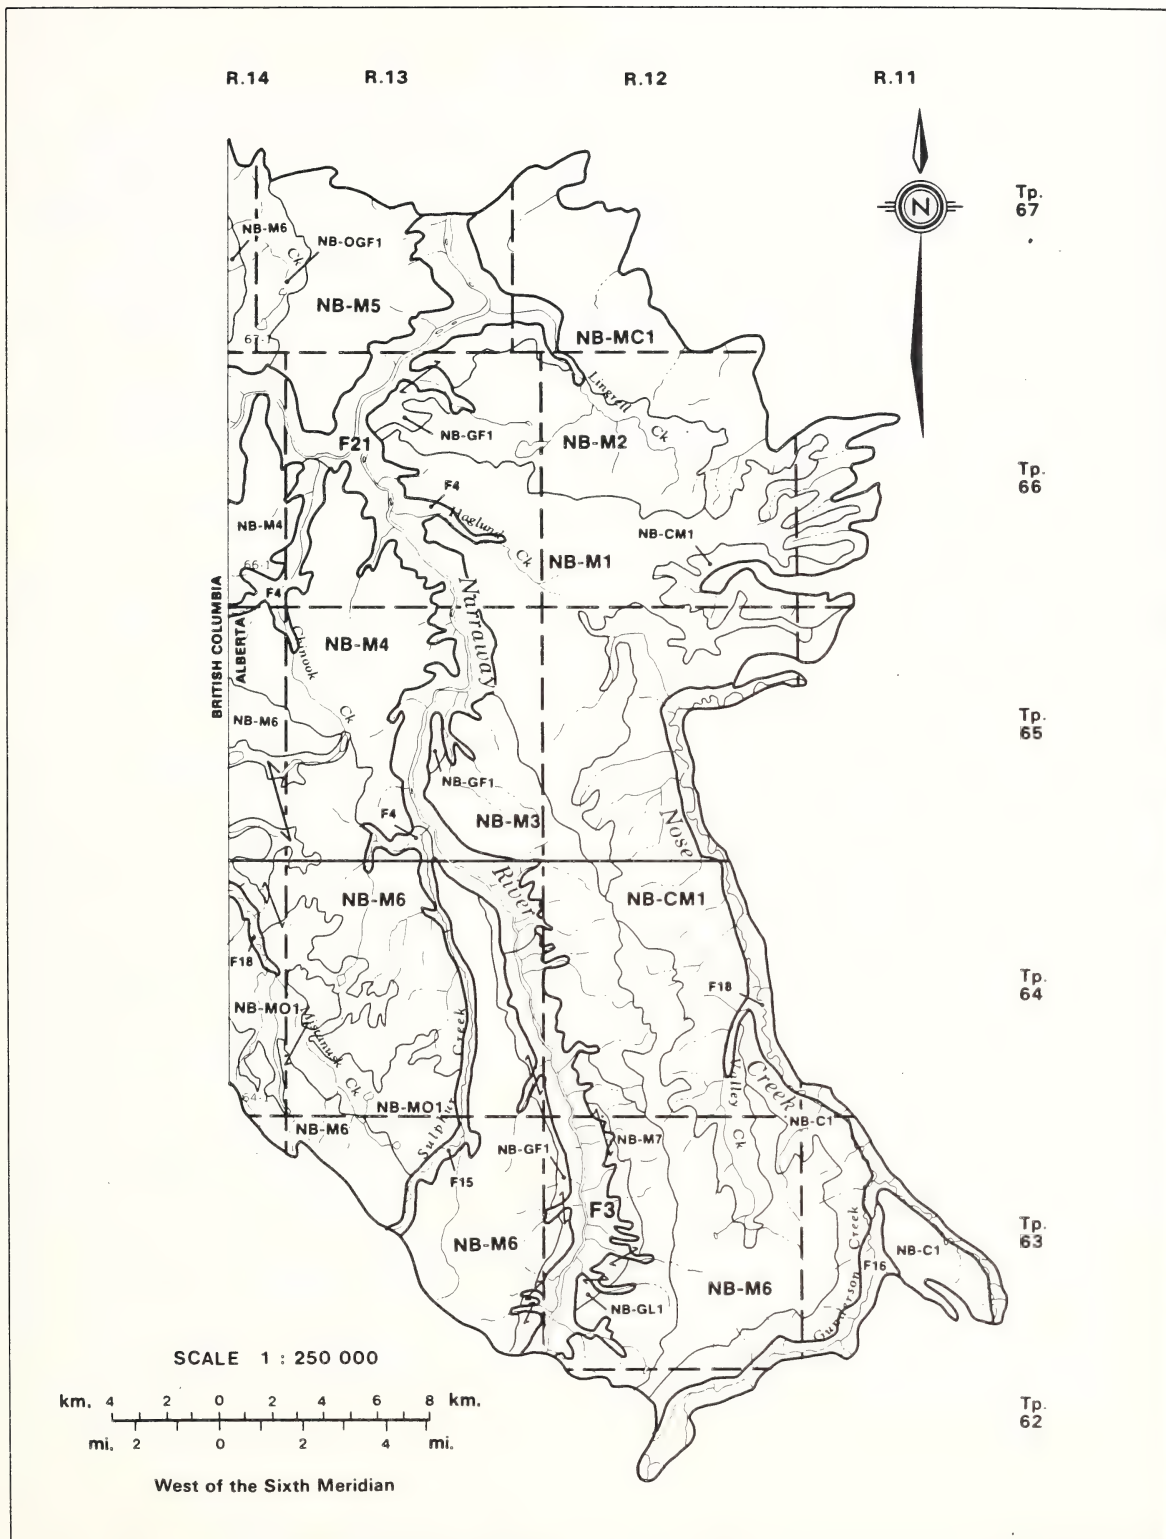 R.14 R.13 R.12 R.11
N
Tp.
67
NB-M6
NB-OGF1
Ck
NB-M5
67-1
NB-MC1
Lingrell
Ck
NB-GF1
NB-M2
F21
Tp.
66
F4
Haglund
Ck
NB-M4
NB-CM1
NB-M1
66-1
F4
BRITISH COLUMBIA
ALBERTA
Nurraway
Chinook
Ck
NB-M4
NB-M6
Tp.
65
NB-GF1
F4
NB-M3
Nose
River
NB-M6
NB-CM1
F18
F18
Tp.
64
NB-MO1
Ck
Creek
Valley
Ck
Creek
64-1
NB-M6
NB-MO1
Sulphur
NB-C1
NB-GF1
NB-M7
F15
F3
Tp.
63
NB-M6
NB-C1
F16
Gunderson Creek
NB-M6
NB-GL1
SCALE 1 : 250 000
km. 4 2 0 2 4 6 8 km.
mi. 2 0 2 4 mi.
Tp.
62
West of the Sixth Meridian